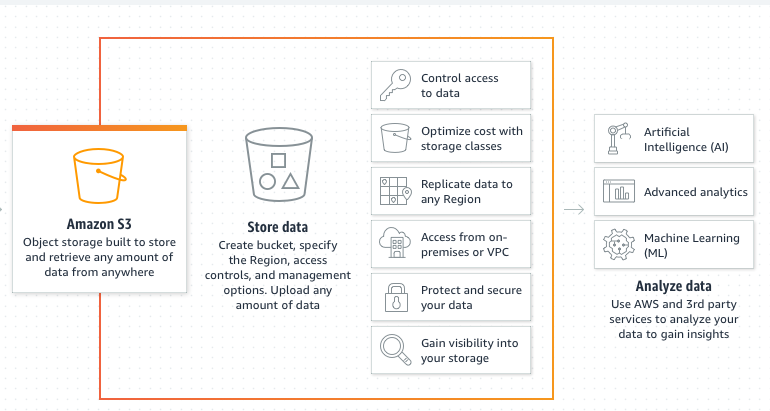 Amazon S3
Object storage built to store
and retrieve any amount of
data from anywhere
Store data
Create bucket, specify
the Region, access
controls, and management
options. Upload any
amount of data
Control access
to data
Optimize cost with
storage classes
Replicate data to
any Region
Access from on-
premises or VPC
Protect and secure
your data
Gain visibility into
your storage
Artificial
Intelligence (AI)
Advanced analytics
Machine Learning
(ML)
Analyze data
Use AWS and 3rd party
services to analyze your
data to gain insights